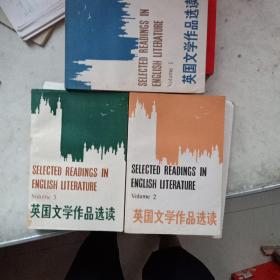 SELECTED READINGS IN
ENGLISH LITERATURE
Volume 1
英国文学作品选读
SELECTED READINGS IN
ENGLISH LITERATURE
Volume 3
英国文学作品选读
SELECTED READINGS IN
ENGLISH LITERATURE
Volume 2
英国文学作品选读